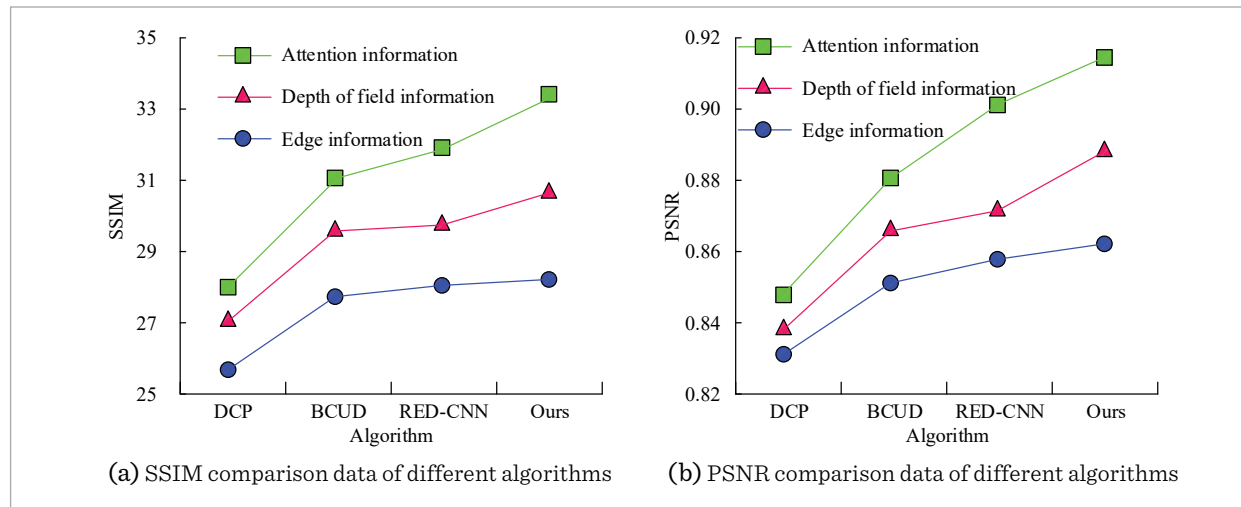 35
33
31
29
27
25
SSIM
Attention information
Depth of field information
Edge information
DCP
BCUD
RED-CNN
Ours
Algorithm
(a) SSIM comparison data of different algorithms
0.92
0.90
0.88
0.86
0.84
0.82
PSNR
Attention information
Depth of field information
Edge information
DCP
BCUD
RED-CNN
Ours
Algorithm
(b) PSNR comparison data of different algorithms